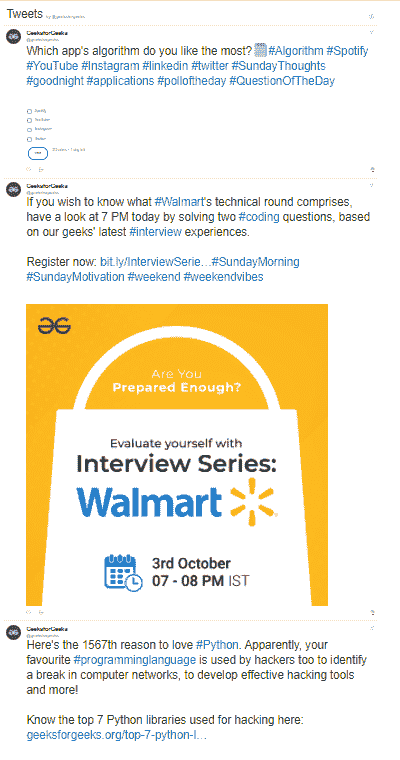 Tweets by @geeksforgeeks
GeeksforGeeks
@geeksforgeeks
Which app's algorithm do you like the most? #Algorithm #Spotify
#YouTube #Instagram #linkedin #twitter #SundayThoughts
#goodnight #applications #polloftheday #QuestionOfTheDay
Spotify
YouTube
Instagram
Twitter
GeeksforGeeks
@geeksforgeeks
If you wish to know what #Walmart's technical round comprises,
have a look at 7 PM today by solving two #coding questions, based
on our geeks' latest #interview experiences.
Register now: bit.ly/InterviewSerie…#SundayMorning
#SundayMotivation #weekend #weekendvibes
Are You
Prepared Enough?
Evaluate yourself with
Interview Series:
Walmart
3rd October
07 - 08 PM IST
GeeksforGeeks
@geeksforgeeks
Here's the 1567th reason to love #Python. Apparently, your
favourite #programminglanguage is used by hackers too to identify
a break in computer networks, to develop effective hacking tools
and more!
Know the top 7 Python libraries used for hacking here:
geeksforgeeks.org/top-7-python-l…